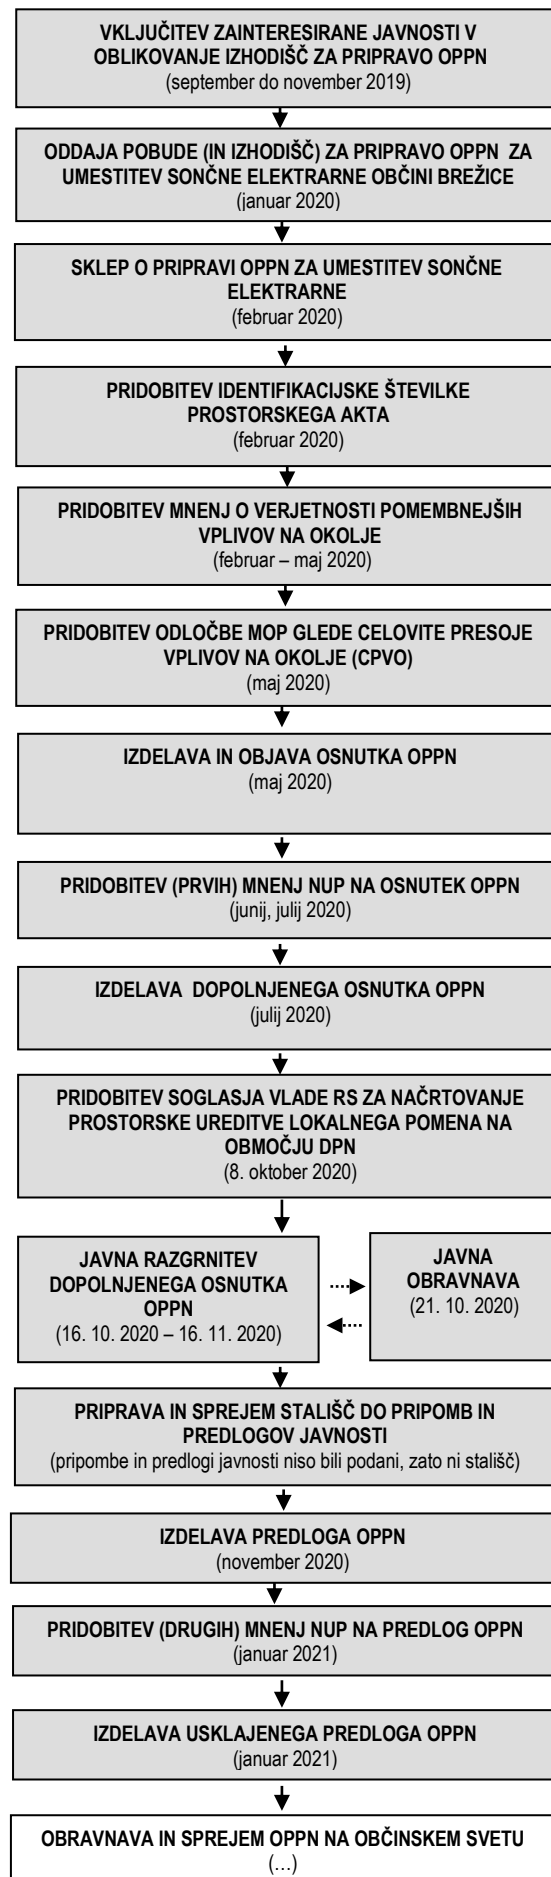 VKLJUČITEV ZAINTERESIRANE JAVNOSTI V
OBLIKOVANJE IZHODIŠČ ZA PRIPRAVO OPPN
(september do november 2019)
ODDAJA POBUDE (IN IZHODIŠČ) ZA PRIPRAVO OPPN ZA
UMESTITEV SONČNE ELEKTRARNE OBČINI BREŽICE
(januar 2020)
SKLEP O PRIPRAVI OPPN ZA UMESTITEV SONČNE
ELEKTRARNE
(februar 2020)
PRIDOBITEV IDENTIFIKACIJSKE ŠTEVILKE
PROSTORSKEGA AKTA
(februar 2020)
PRIDOBITEV MNENJ O VERJETNOSTI POMEMBNEJŠIH
VPLIVOV NA OKOLJE
(februar – maj 2020)
PRIDOBITEV ODLOČBE MOP GLEDE CELOVITE PRESOJE
VPLIVOV NA OKOLJE (CPVO)
(maj 2020)
IZDELAVA IN OBJAVA OSNUTKA OPPN
(maj 2020)
PRIDOBITEV (PRVIH) MNENJ NUP NA OSNUTEK OPPN
(junij, julij 2020)
IZDELAVA DOPOLNJENEGA OSNUTKA OPPN
(julij 2020)
PRIDOBITEV SOGLASJA VLADE RS ZA NAČRTOVANJE
PROSTORSKE UREDITVE LOKALNEGA POMENA NA
OBMOČJU DPN
(8. oktober 2020)
JAVNA RAZGRNITEV
DOPOLNJENEGA OSNUTKA
OPPN
(16. 10. 2020 – 16. 11. 2020)
JAVNA
OBRAVNAVA
(21. 10. 2020)
PRIPRAVA IN SPREJEM STALIŠČ DO PRIPOMB IN
PREDLOGOV JAVNOSTI
(pripombe in predlogi javnosti niso bili podani, zato ni stališč)
IZDELAVA PREDLOGA OPPN
(november 2020)
PRIDOBITEV (DRUGIH) MNENJ NUP NA PREDLOG OPPN
(januar 2021)
IZDELAVA USKLAJENEGA PREDLOGA OPPN
(januar 2021)
OBRAVNAVA IN SPREJEM OPPN NA OBČINSKEM SVETU
(…)